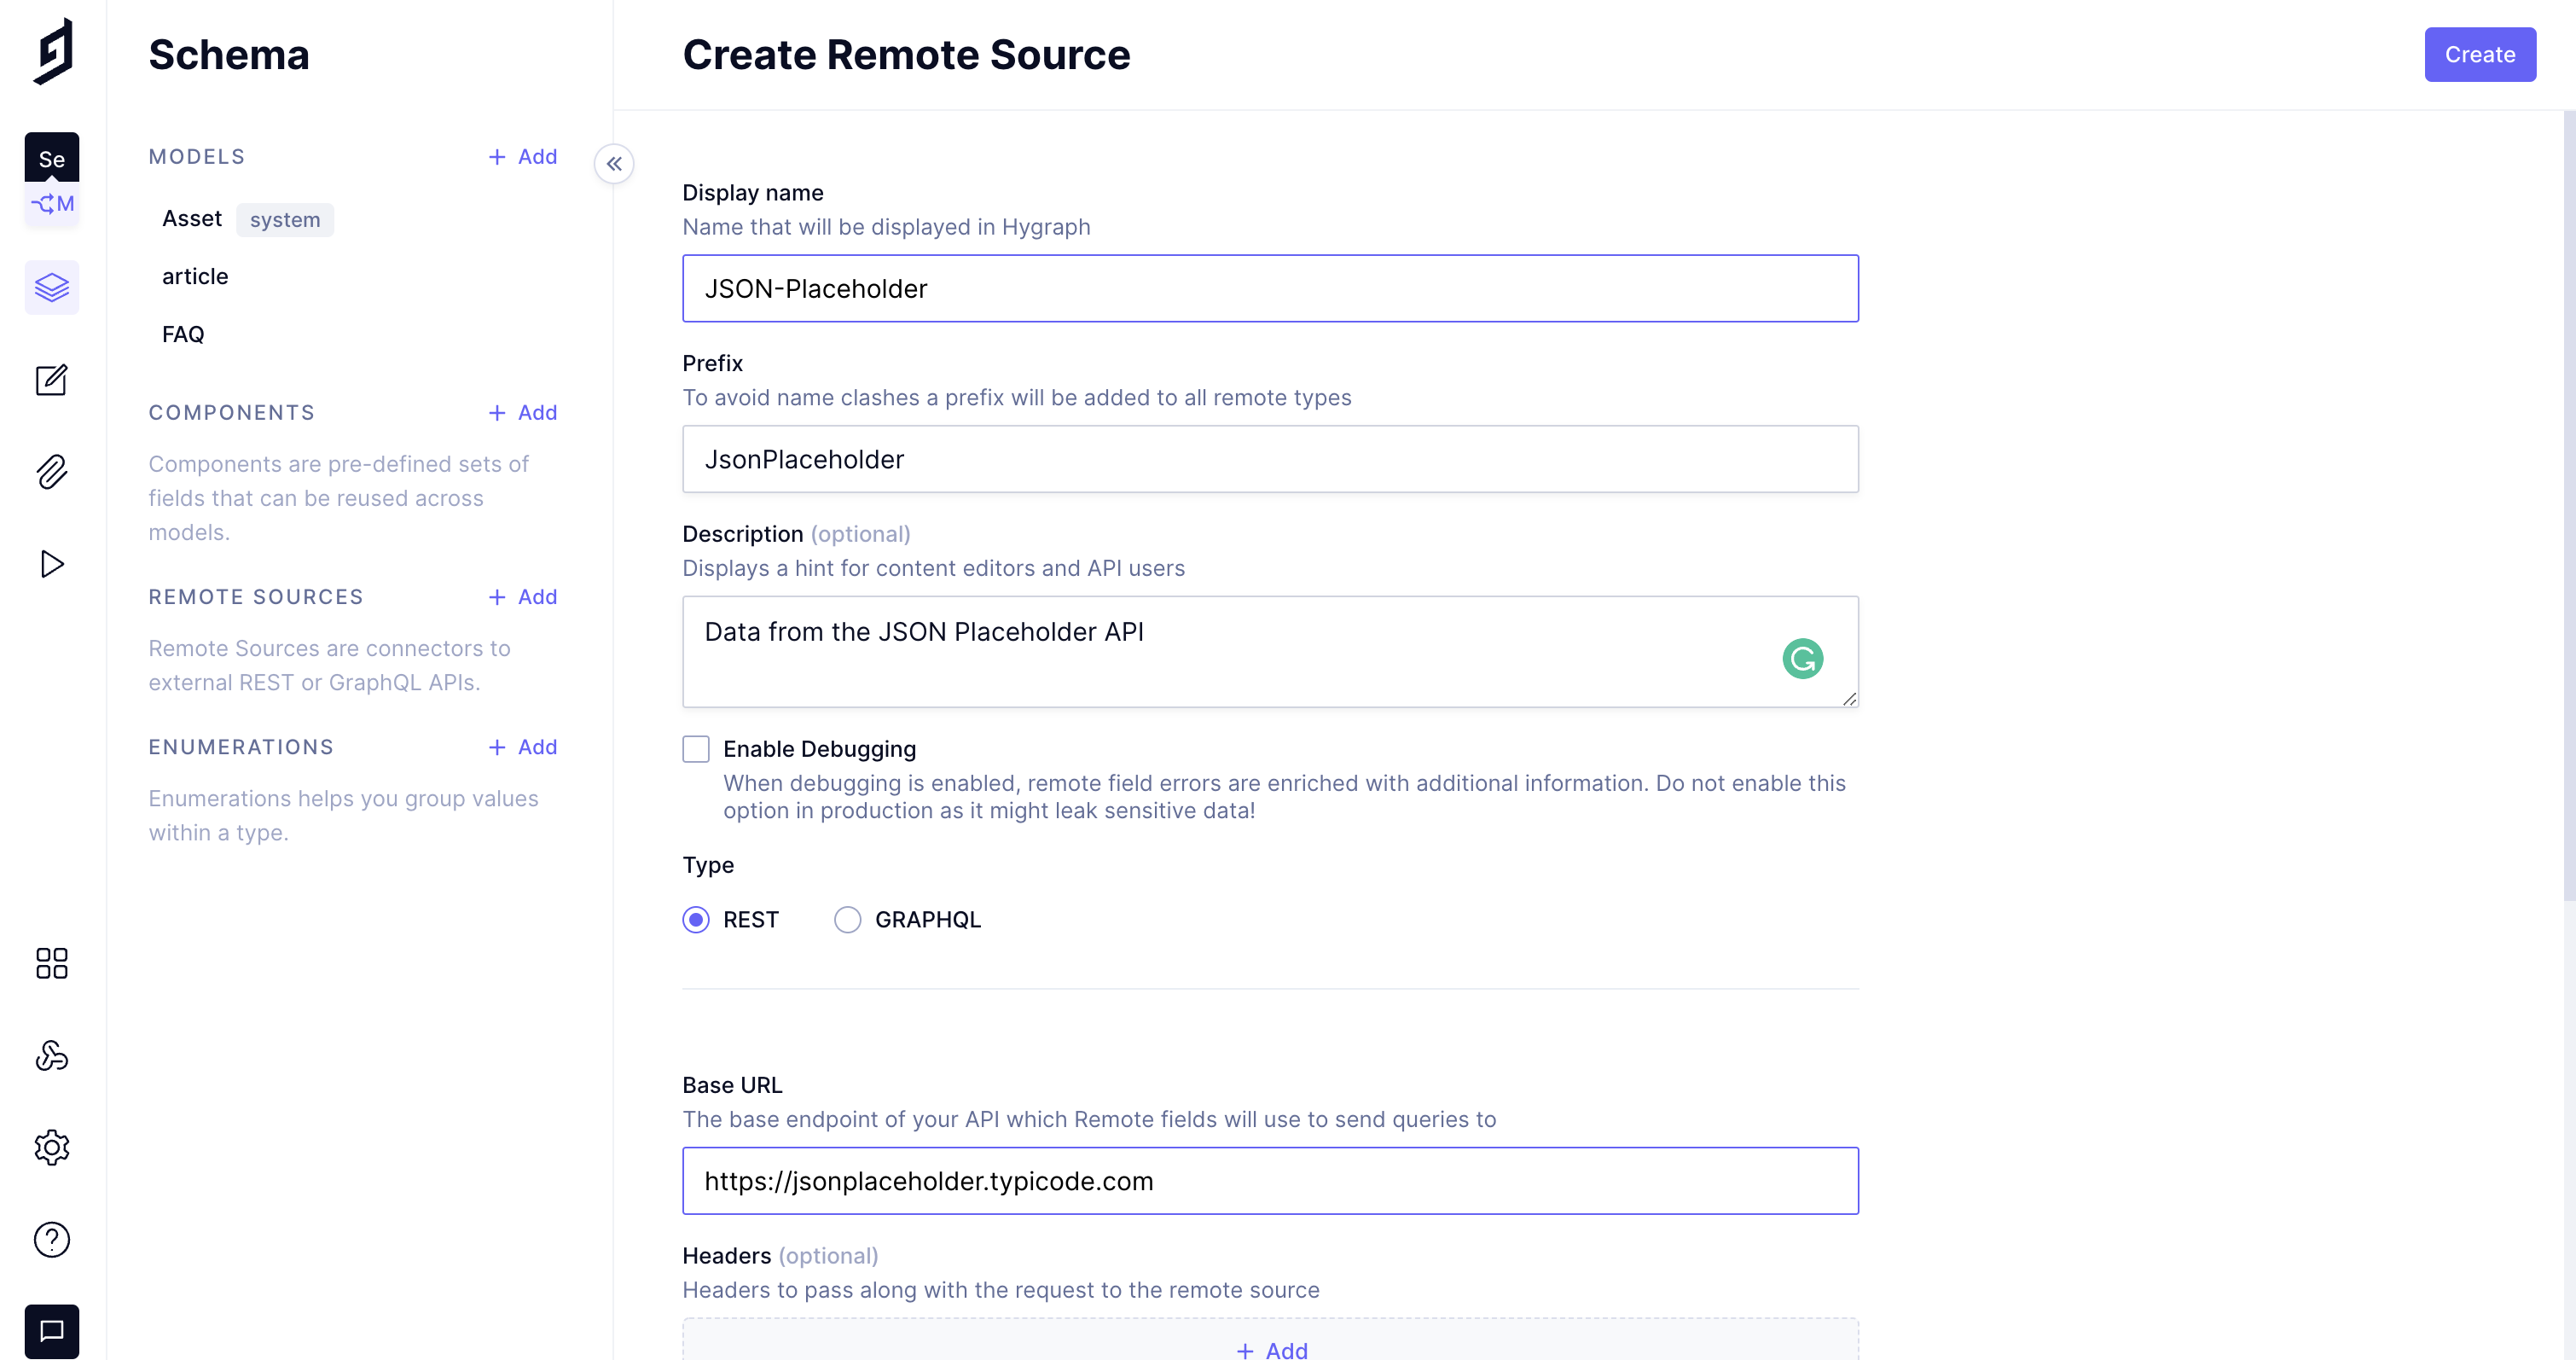 Se
M
Schema
MODELS
+ Add
Asset system
article
FAQ
COMPONENTS
+ Add
Components are pre-defined sets of
fields that can be reused across
models.
REMOTE SOURCES
+ Add
Remote Sources are connectors to
external REST or GraphQL APIs.
ENUMERATIONS
+ Add
Enumerations helps you group values
within a type.
Create Remote Source
Create
Display name
Name that will be displayed in Hygraph
JSON-Placeholder
Prefix
To avoid name clashes a prefix will be added to all remote types
JsonPlaceholder
Description (optional)
Displays a hint for content editors and API users
Data from the JSON Placeholder API
Enable Debugging
When debugging is enabled, remote field errors are enriched with additional information. Do not enable this
option in production as it might leak sensitive data!
Type
REST
GRAPHQL
Base URL
The base endpoint of your API which Remote fields will use to send queries to
https://jsonplaceholder.typicode.com
Headers (optional)
Headers to pass along with the request to the remote source
+ Add